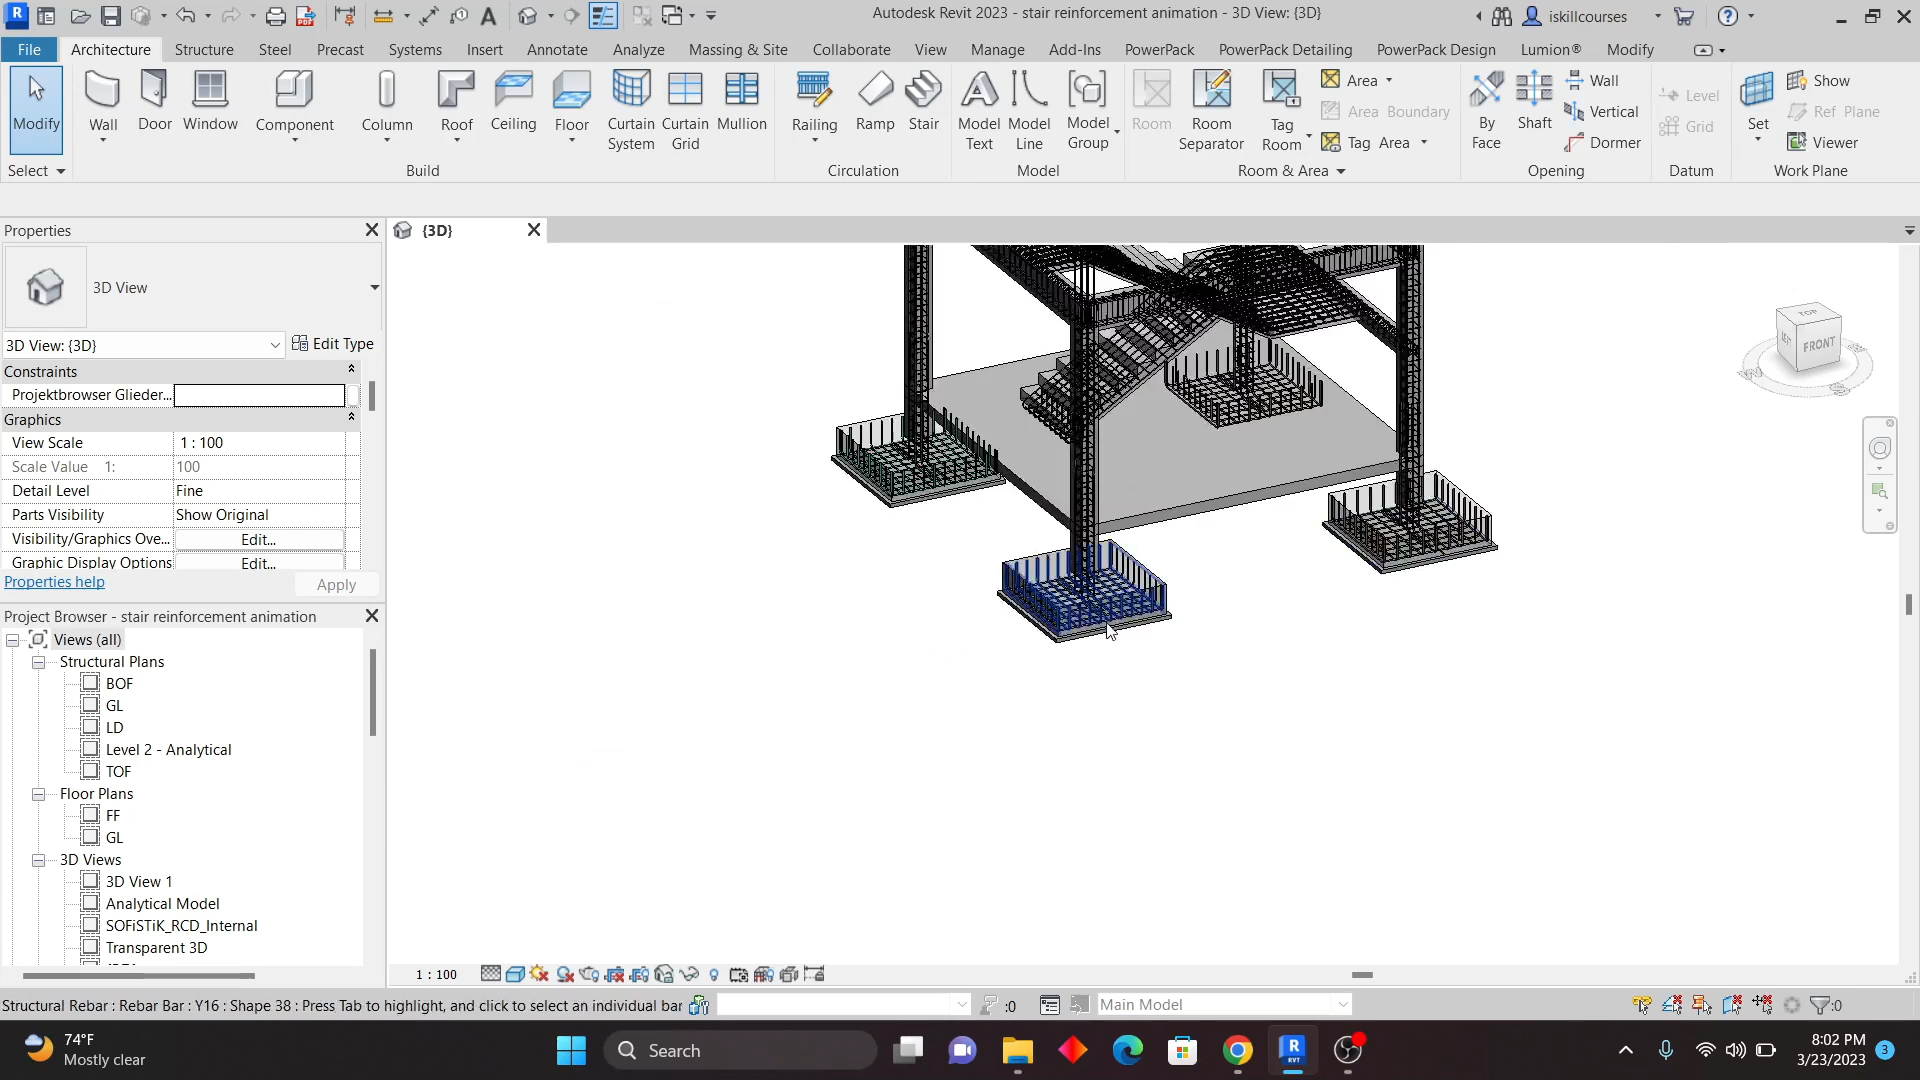 Autodesk Revit 2023 - stair reinforcement animation - 3D View: {3D}
iskillcourses
File Architecture Structure Steel Precast Systems Insert Annotate Analyze Massing & Site Collaborate View Manage Add-Ins PowerPack PowerPack Detailing PowerPack Design Lumion® Modify
Modify
Wall
Door
Window
Component
Column
Roof
Ceiling
Floor
Curtain System
Curtain Grid
Mullion
Railing
Ramp
Stair
Model Text
Model Line
Model Group
Room
Room Separator
Tag Room
Area
Area Boundary
Tag Area
By Face
Shaft
Wall
Vertical
Dormer
Level
Grid
Set
Show
Ref Plane
Viewer
Select Build Circulation Model Room & Area Opening Datum Work Plane
Properties
{3D}
3D View
3D View: {3D}
Edit Type
Constraints
Projektbrowser Glieder...
Graphics
View Scale 1 : 100
Scale Value 1: 100
Detail Level Fine
Parts Visibility Show Original
Visibility/Graphics Ove... Edit...
Graphic Display Options Edit...
Properties help
Apply
TOP
LEFT
FRONT
Project Browser - stair reinforcement animation
Views (all)
Structural Plans
BOF
GL
LD
Level 2 - Analytical
TOF
Floor Plans
FF
GL
3D Views
3D View 1
Analytical Model
SOFiSTiK_RCD_Internal
Transparent 3D
1 : 100
Structural Rebar : Rebar Bar : Y16 : Shape 38 : Press Tab to highlight, and click to select an individual bar
:0
Main Model
:0
74°F
Mostly clear
Search
8:02 PM
3/23/2023
3